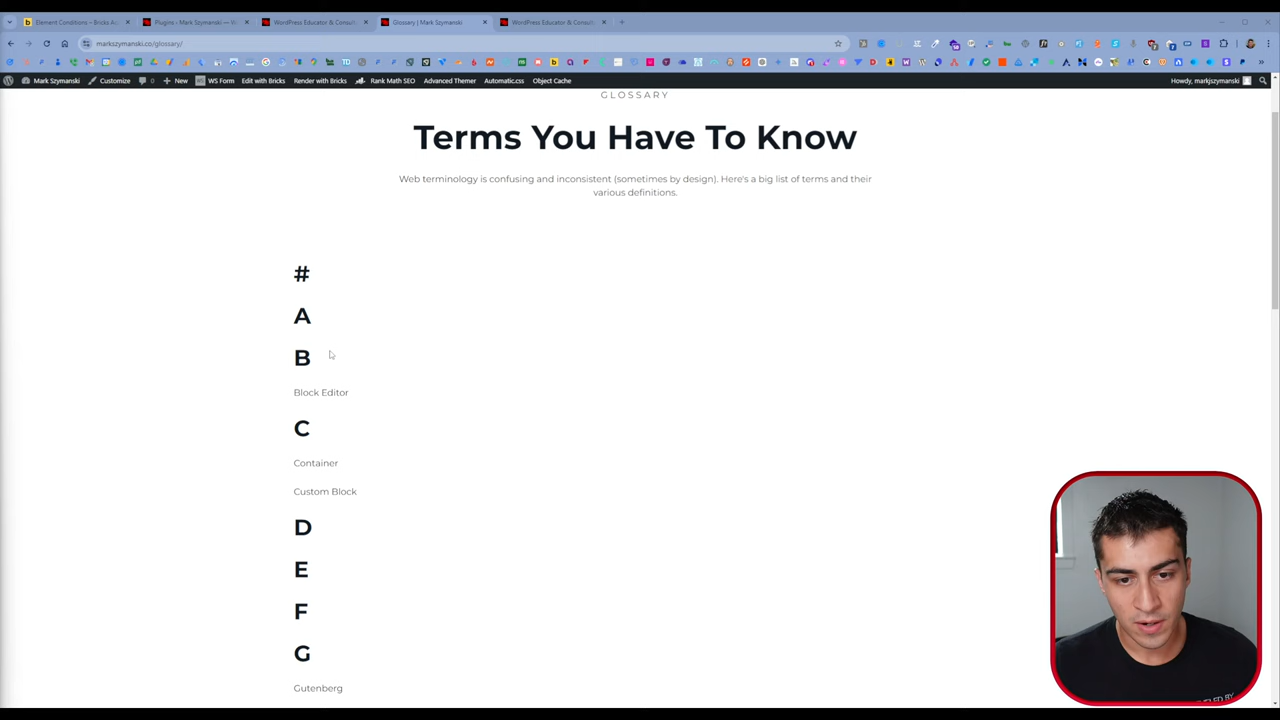 Element Conditions – Bricks Ac
Plugins ‹ Mark Szymanski — W
WordPress Educator & Consult
Glossary | Mark Szymanski
WordPress Educator & Consult
markszymanski.co/glossary/
Mark Szymanski
Customize
0
New
WS Form
Edit with Bricks
Render with Bricks
Rank Math SEO
Advanced Themer
Automatic.css
Object Cache
Howdy, markjszymanski
GLOSSARY
Terms You Have To Know
Web terminology is confusing and inconsistent (sometimes by design). Here's a big list of terms and their
various definitions.
#
A
B
Block Editor
C
Container
Custom Block
D
E
F
G
Gutenberg